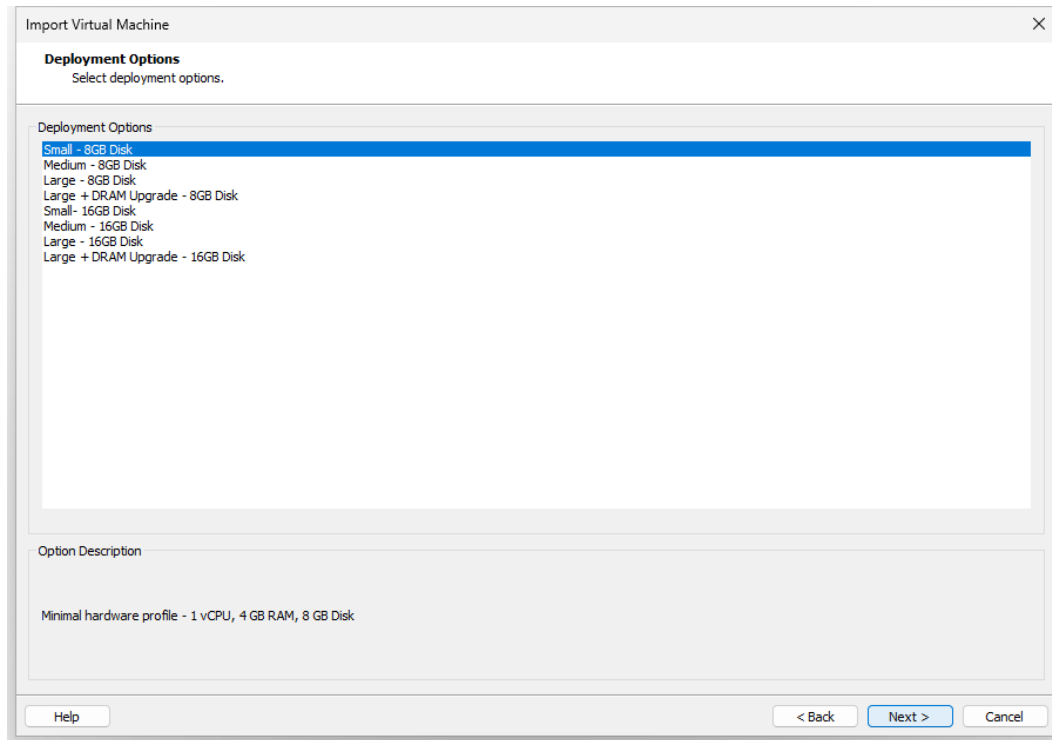 Import Virtual Machine
Deployment Options
Select deployment options.
Deployment Options
Small - 8GB Disk
Medium - 8GB Disk
Large - 8GB Disk
Large + DRAM Upgrade - 8GB Disk
Small- 16GB Disk
Medium - 16GB Disk
Large - 16GB Disk
Large + DRAM Upgrade - 16GB Disk
Option Description
Minimal hardware profile - 1 vCPU, 4 GB RAM, 8 GB Disk
Help < Back Next > Cancel